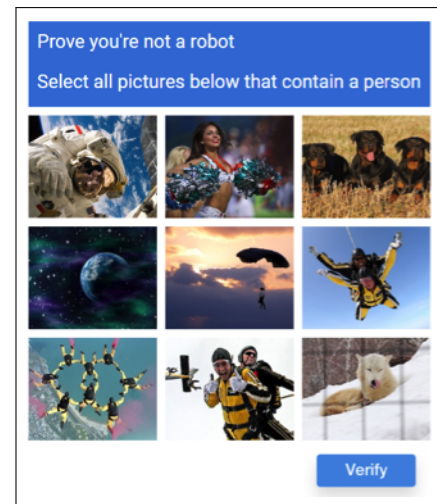 Prove you're not a robot
Select all pictures below that contain a person
Verify